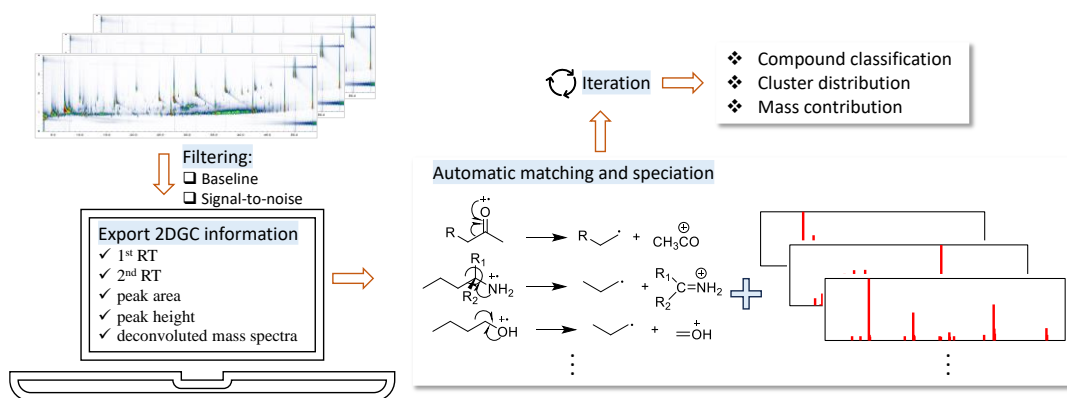 Filtering:
❑ Baseline
❑ Signal-to-noise
Export 2DGC information
✓ 1st RT
✓ 2nd RT
✓ peak area
✓ peak height
✓ deconvoluted mass spectra
Iteration
❖ Compound classification
❖ Cluster distribution
❖ Mass contribution
Automatic matching and speciation
R
O
+•
R
•
+
CH3CO
+
R1
R2
NH2
+•
•
+
R1
C=NH2
R2
+
OH
+•
•
+
=OH
+